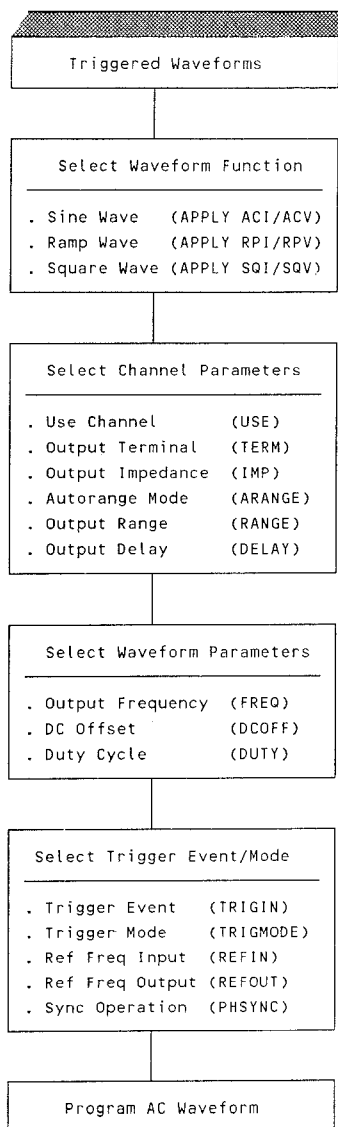 Triggered Waveforms
Select Waveform Function
. Sine Wave (APPLY ACI/ACV)
. Ramp Wave (APPLY RPI/RPV)
. Square Wave (APPLY SQI/SQV)
Select Channel Parameters
. Use Channel (USE)
. Output Terminal (TERM)
. Output Impedance (IMP)
. Autorange Mode (ARANGE)
. Output Range (RANGE)
. Output Delay (DELAY)
Select Waveform Parameters
. Output Frequency (FREQ)
. DC Offset (DCOFF)
. Duty Cycle (DUTY)
Select Trigger Event/Mode
. Trigger Event (TRIGIN)
. Trigger Mode (TRIGMODE)
. Ref Freq Input (REFIN)
. Ref Freq Output (REFOUT)
. Sync Operation (PHSYNC)
Program AC Waveform